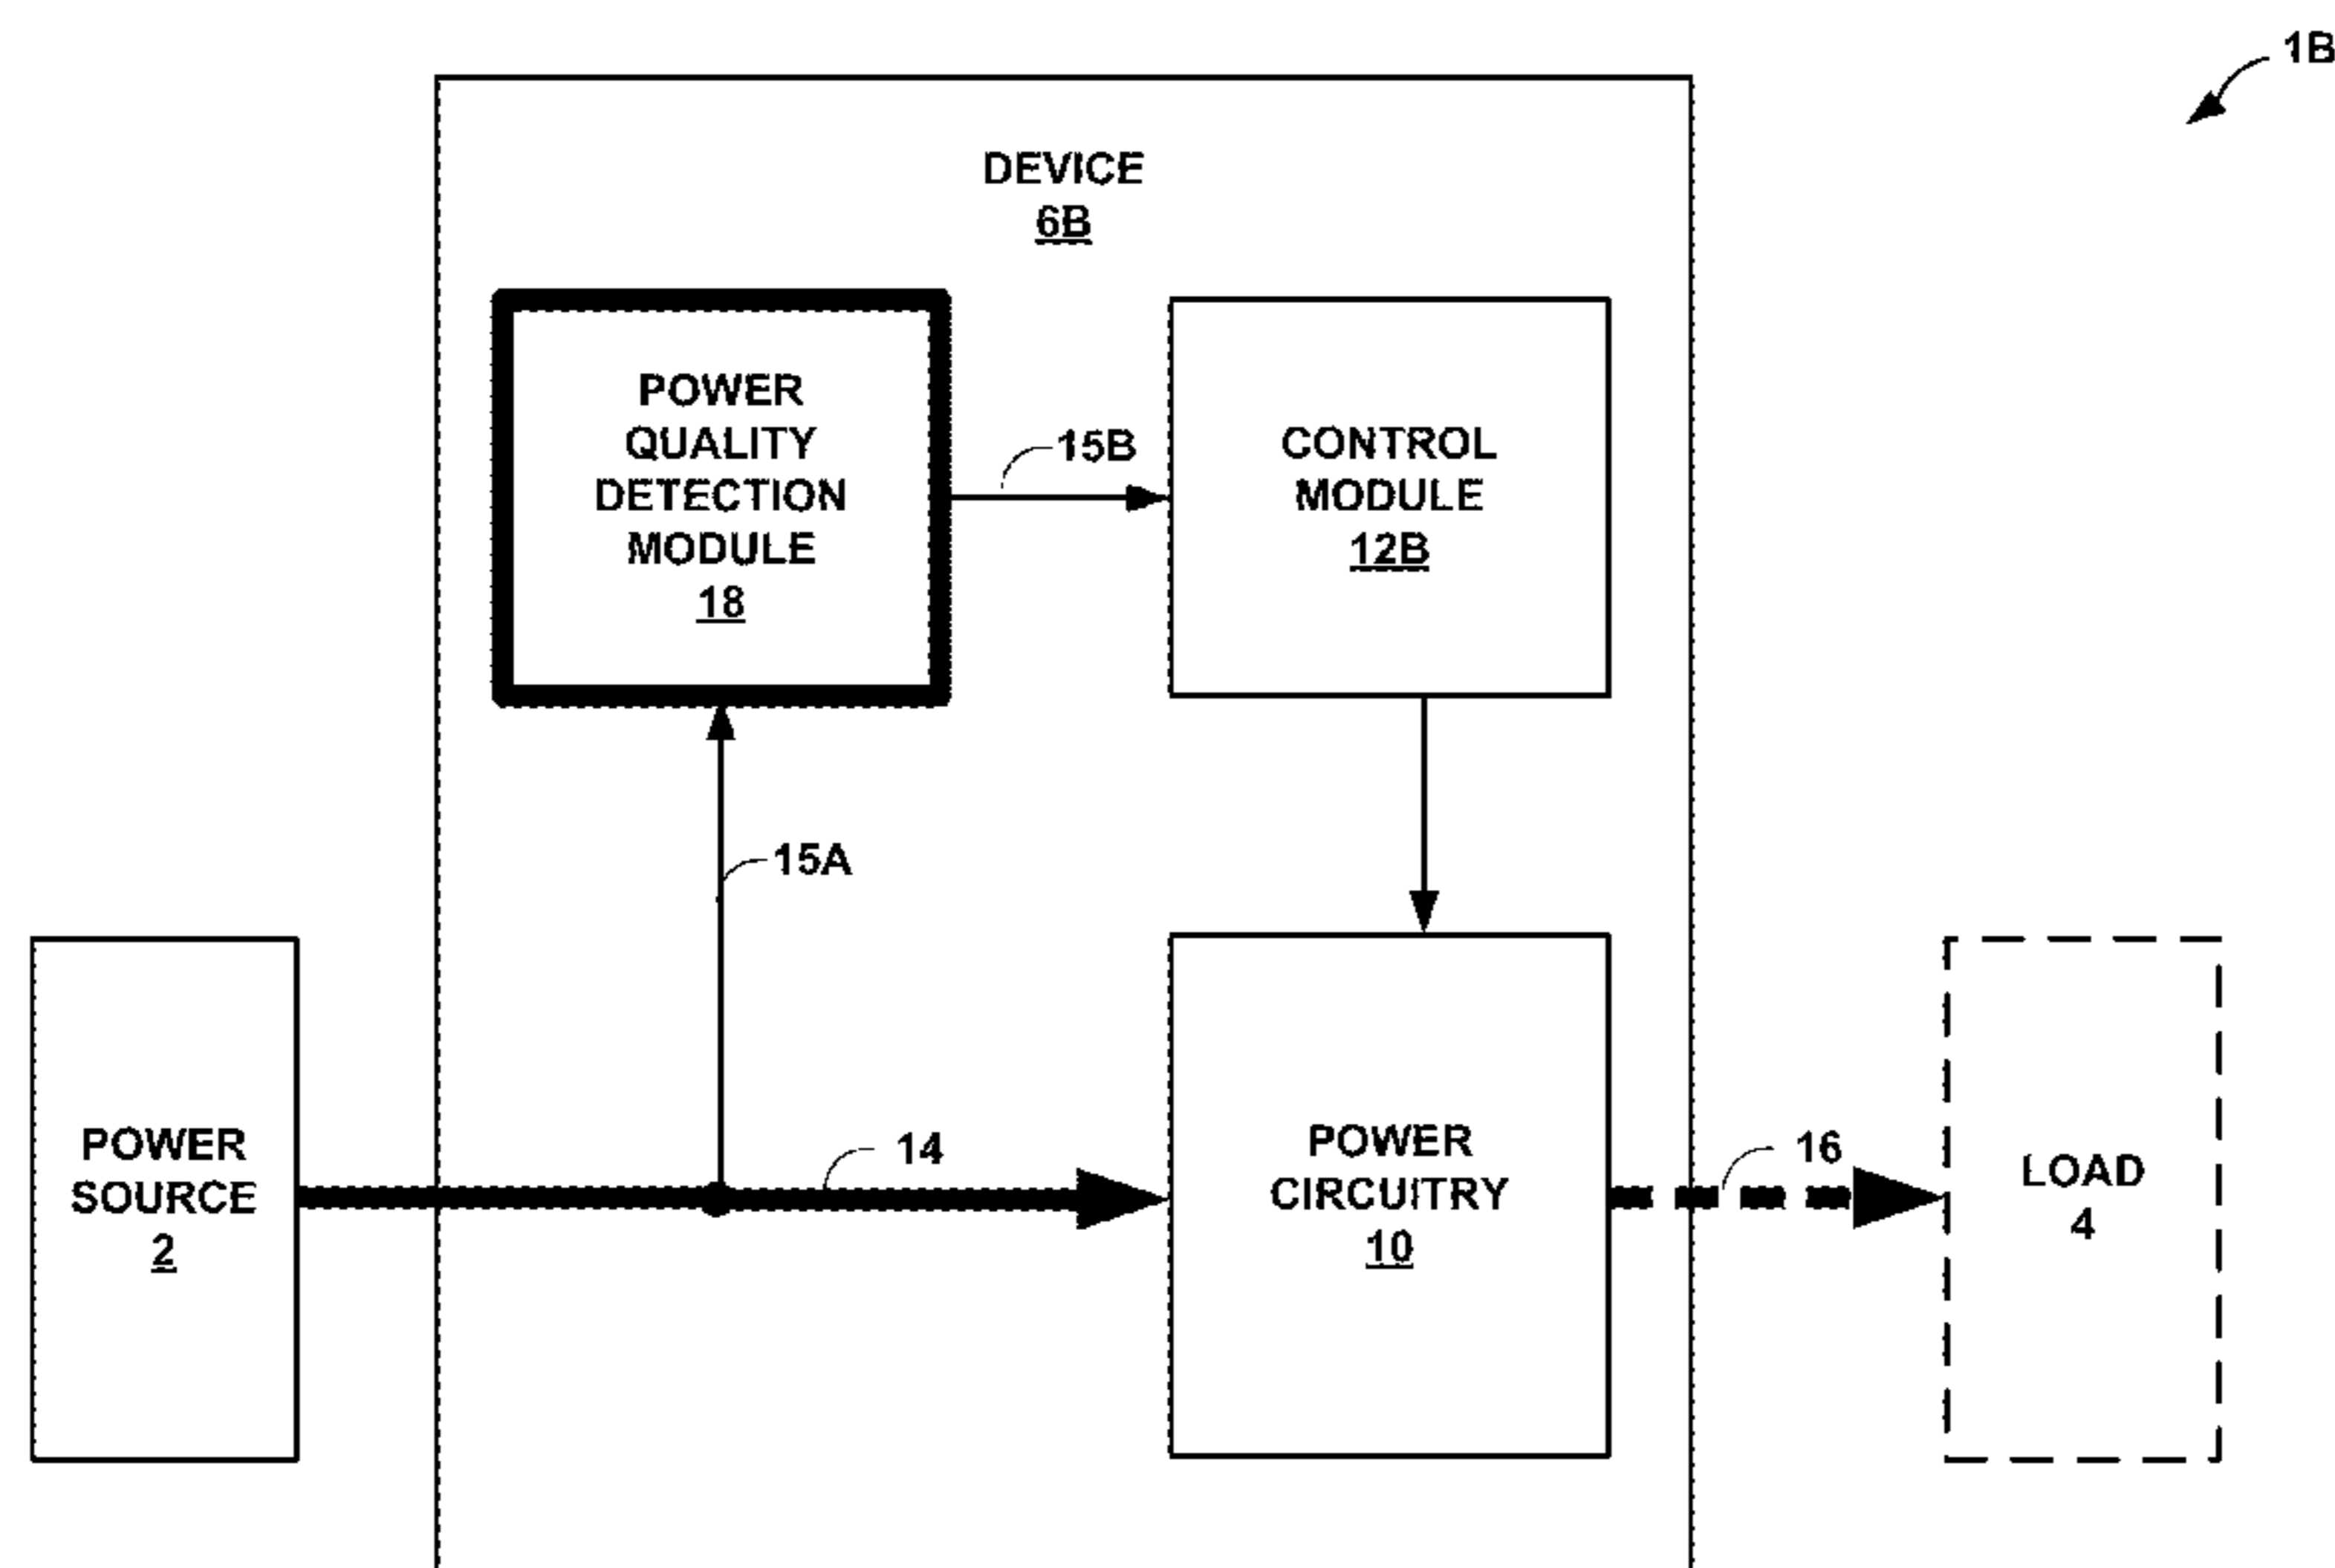 1B
DEVICE
6B
POWER
QUALITY
DETECTION
MODULE
18
15B
CONTROL
MODULE
12B
15A
POWER
SOURCE
2
14
POWER
CIRCUITRY
10
16
LOAD
4